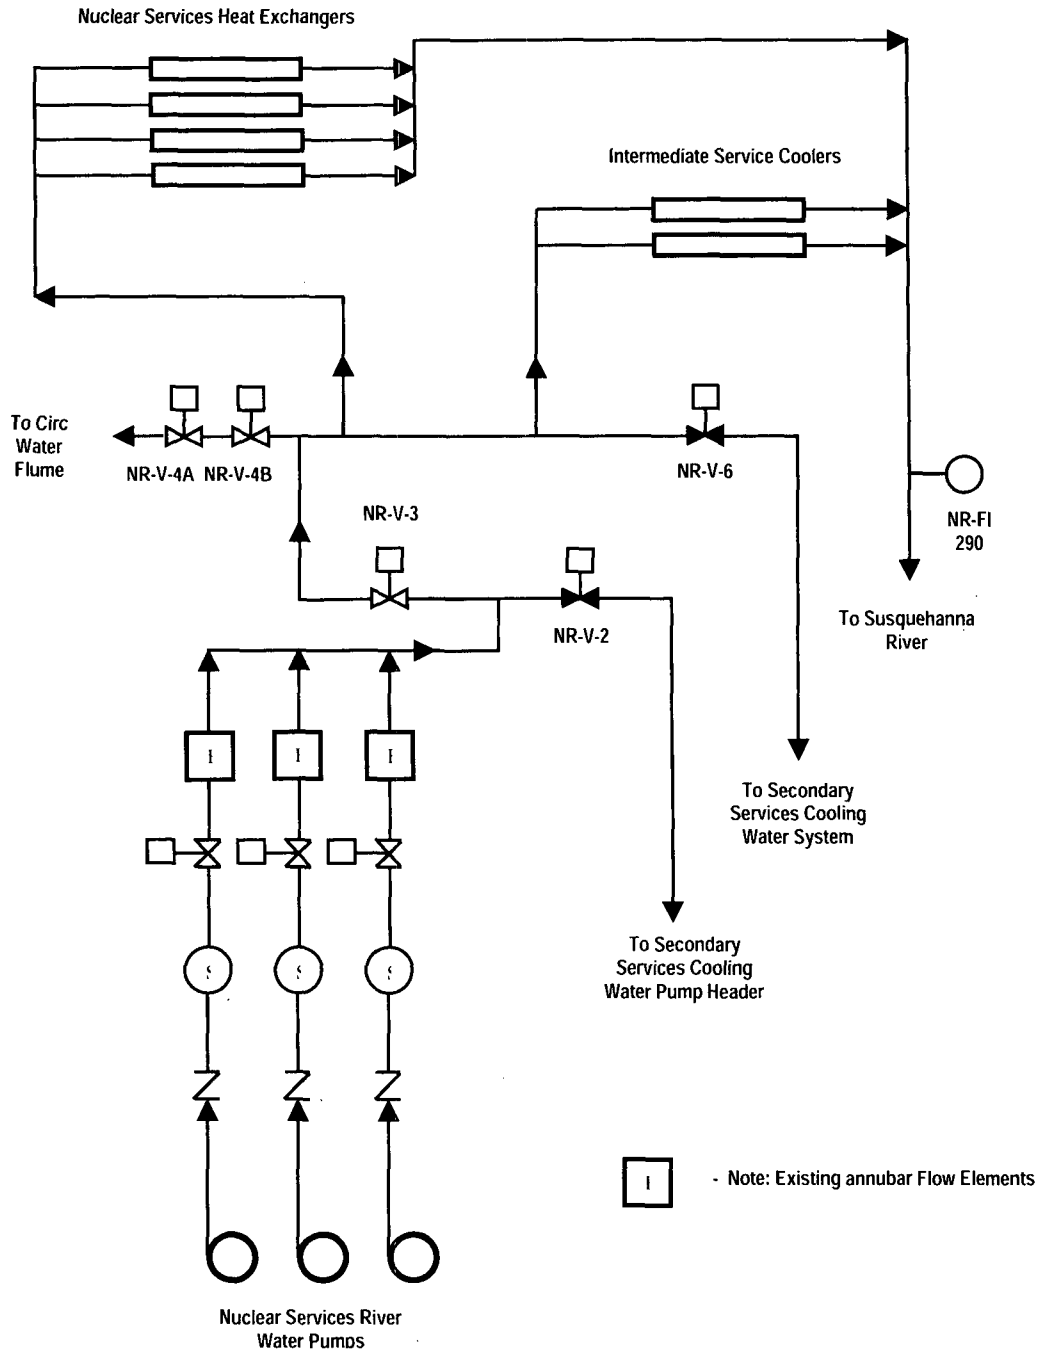 Nuclear Services Heat Exchangers
Intermediate Service Coolers
To Circ
Water
Flume
NR-V-4A NR-V-4B
NR-V-6
NR-V-3
NR-FI
290
NR-V-2
To Susquehanna
River
To Secondary
Services Cooling
Water System
To Secondary
Services Cooling
Water Pump Header
- Note: Existing annubar Flow Elements
Nuclear Services River
Water Pumps